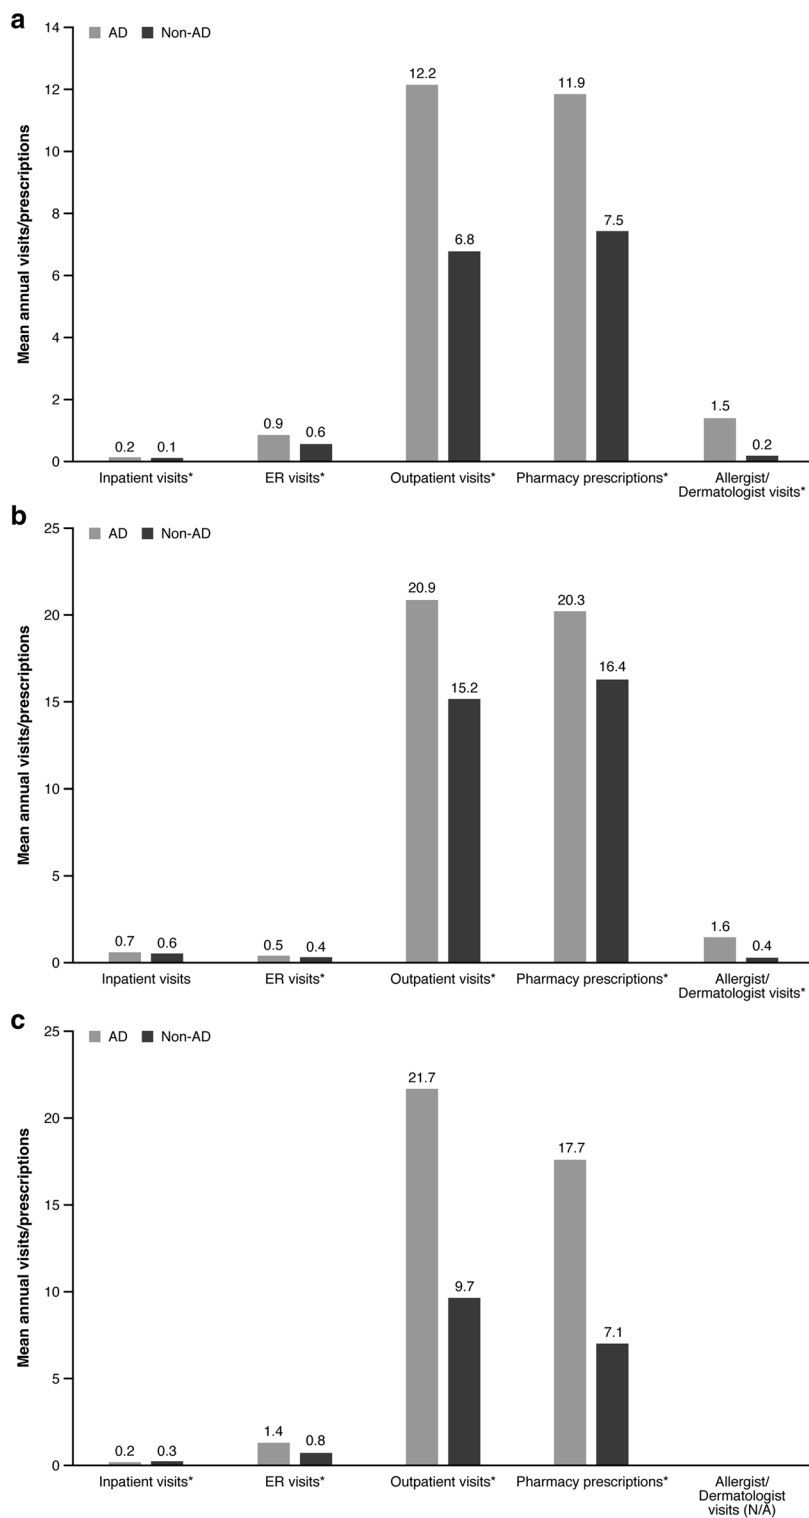 a
AD Non-AD
Mean annual visits/prescriptions
14
12
10
8
6
4
2
0
0.2 0.1
0.9 0.6
12.2 6.8
11.9 7.5
1.5 0.2
Inpatient visits*
ER visits*
Outpatient visits*
Pharmacy prescriptions*
Allergist/
Dermatologist visits*
b
AD Non-AD
Mean annual visits/prescriptions
25
20
15
10
5
0
0.7 0.6
0.5 0.4
20.9 15.2
20.3 16.4
1.6 0.4
Inpatient visits
ER visits*
Outpatient visits*
Pharmacy prescriptions*
Allergist/
Dermatologist visits*
c
AD Non-AD
Mean annual visits/prescriptions
25
20
15
10
5
0
0.2 0.3
1.4 0.8
21.7 9.7
17.7 7.1
Inpatient visits*
ER visits*
Outpatient visits*
Pharmacy prescriptions*
Allergist/
Dermatologist
visits (N/A)